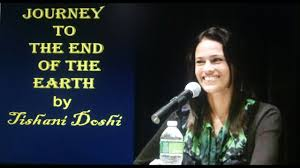 JOURNEY
TO
THE END
OF THE
EARTH
by
Tishani Doshi